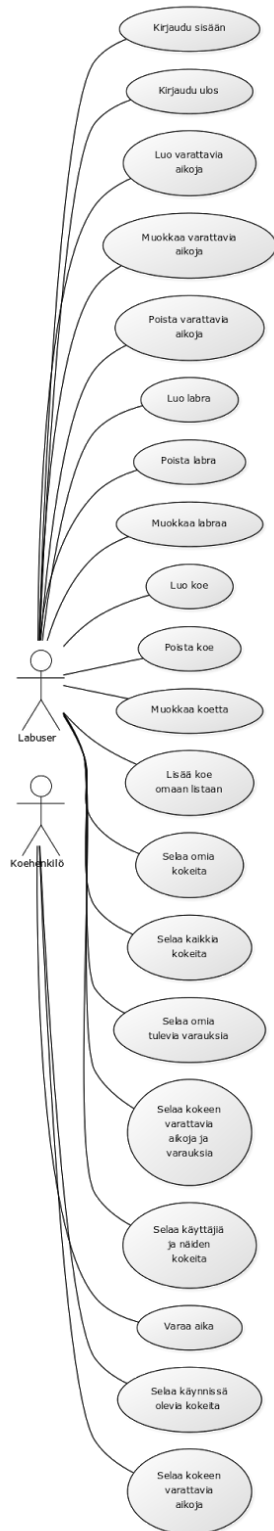 Kirjaudu sisään
Kirjaudu ulos
Luo varattavia
aikoja
Muokkaa varattavia
aikoja
Poista varattavia
aikoja
Luo labra
Poista labra
Muokkaa labraa
Luo koe
Poista koe
Labuser
Muokkaa koetta
Lisää koe
omaan listaan
Koehenkilö
Selaa omia
kokeita
Selaa kaikkia
kokeita
Selaa omia
tulevia varauksia
Selaa kokeen
varattavia
aikoja ja
varauksia
Selaa käyttäjiä
ja näiden
kokeita
Varaa aika
Selaa käynnissä
olevia kokeita
Selaa kokeen
varattavia
aikoja